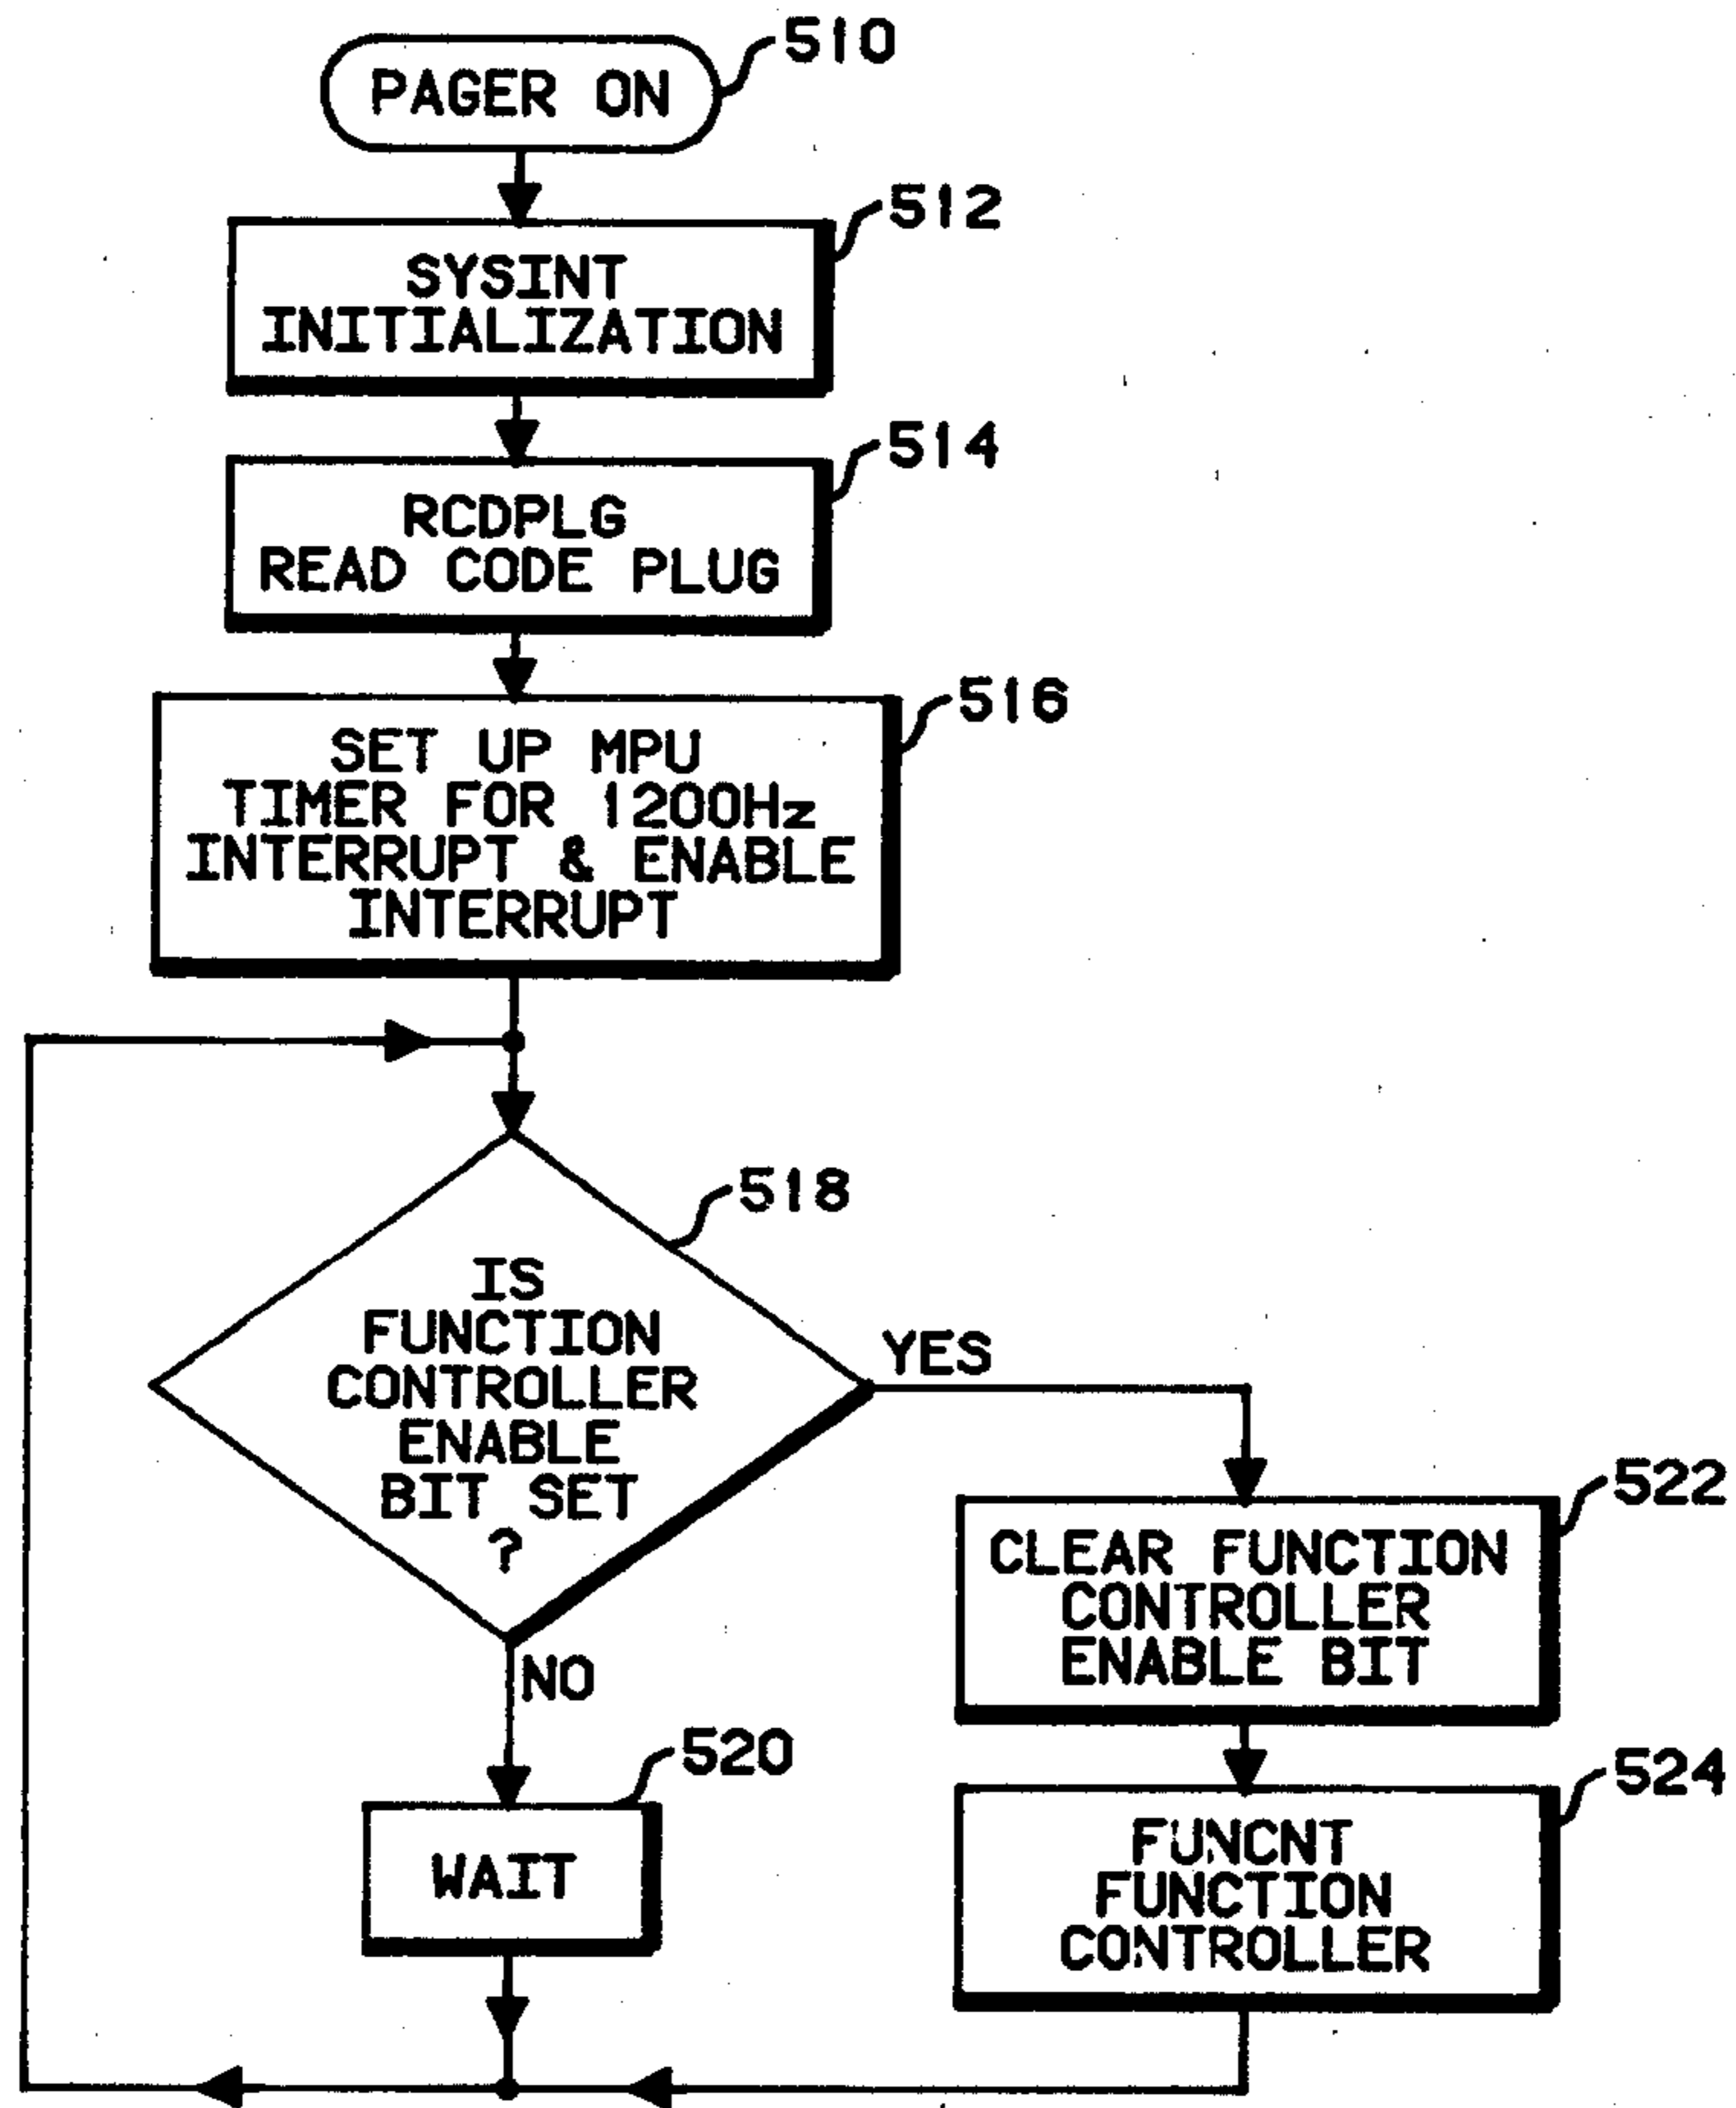 510
PAGER ON
512
SYSINT
INITIALIZATION
514
RCDPLG
READ CODE PLUG
516
SET UP MPU
TIMER FOR 1200Hz
INTERRUPT & ENABLE
INTERRUPT
518
IS
FUNCTION
CONTROLLER
ENABLE
BIT SET
?
YES
NO
520
WAIT
522
CLEAR FUNCTION
CONTROLLER
ENABLE BIT
524
FUNCNT
FUNCTION
CONTROLLER